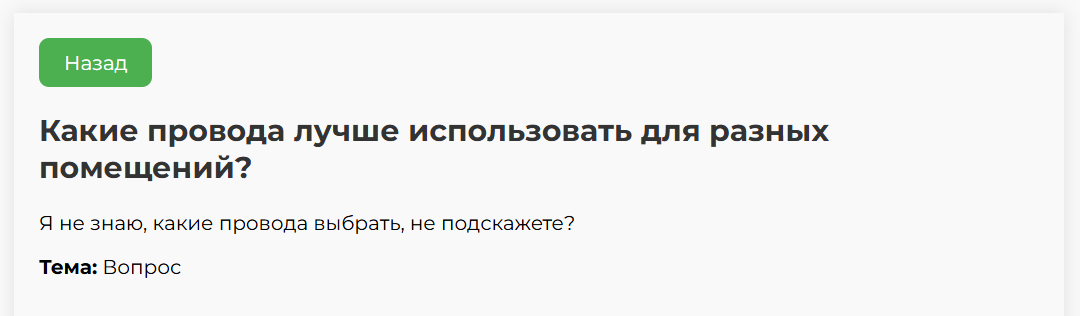 Назад
Какие провода лучше использовать для разных
помещений?
Я не знаю, какие провода выбрать, не подскажете?
Тема: Вопрос